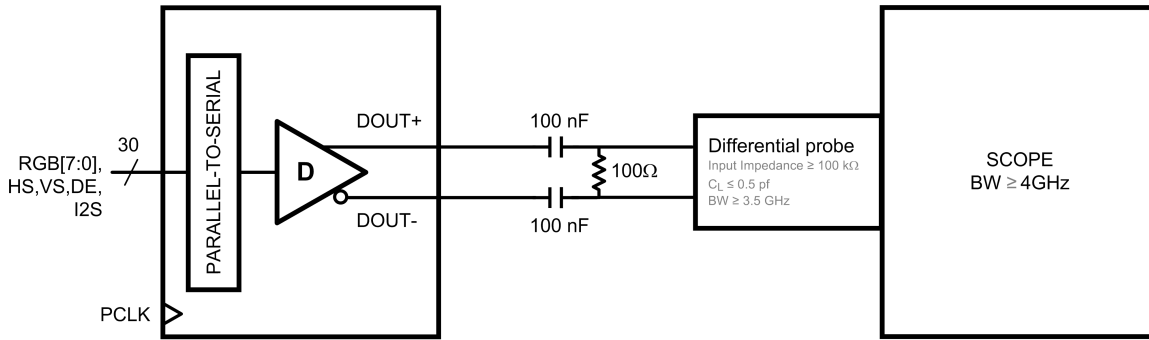 RGB[7:0],
HS,VS,DE,
I2S
30
PCLK
PARALLEL-TO-SERIAL
D
DOUT+
DOUT-
100 nF
100Ω
100 nF
Differential probe
Input Impedance ≥ 100 kΩ
CL ≤ 0.5 pf
BW ≥ 3.5 GHz
SCOPE
BW ≥ 4GHz